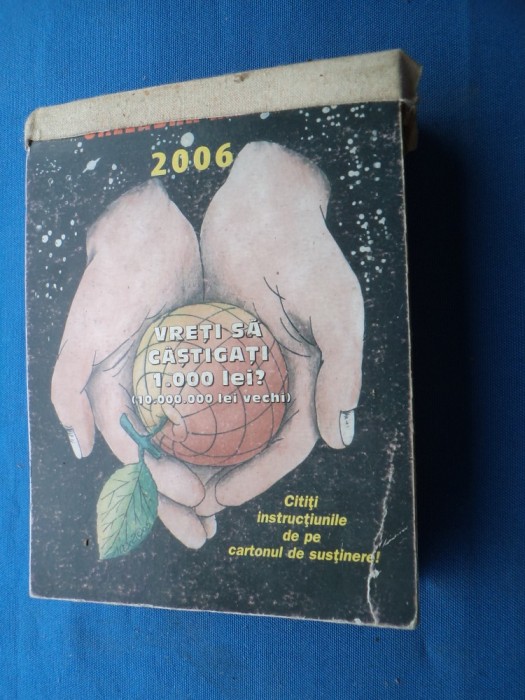 2006
VREȚI SĂ
CÂȘTIGAȚI
1.000 lei?
(10.000.000 lei vechi)
Citiți
instrucțiunile
de pe
cartonul de susținere!